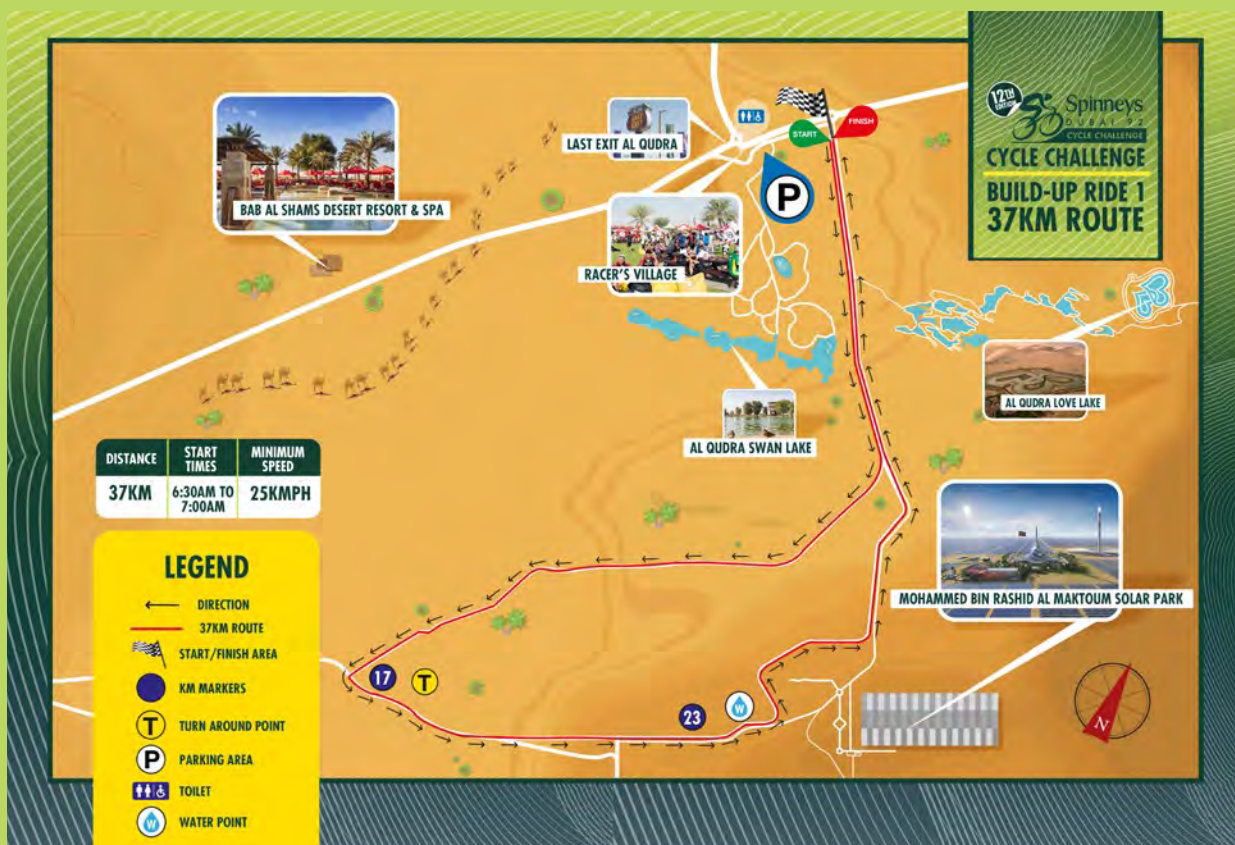 12TH
EDITION
Spinneys
DUBAI 92
CYCLE CHALLENGE
CYCLE CHALLENGE
BUILD-UP RIDE 1
37KM ROUTE
LAST EXIT AL QUDRA
START
FINISH
P
BAB AL SHAMS DESERT RESORT & SPA
RACER'S VILLAGE
AL QUDRA LOVE LAKE
AL QUDRA SWAN LAKE
DISTANCE
START
TIMES
MINIMUM
SPEED
37KM
6:30AM TO
7:00AM
25KMPH
MOHAMMED BIN RASHID AL MAKTOUM SOLAR PARK
17
T
23
W
N
LEGEND
DIRECTION
37KM ROUTE
START/FINISH AREA
KM MARKERS
T
TURN AROUND POINT
P
PARKING AREA
TOILET
W
WATER POINT